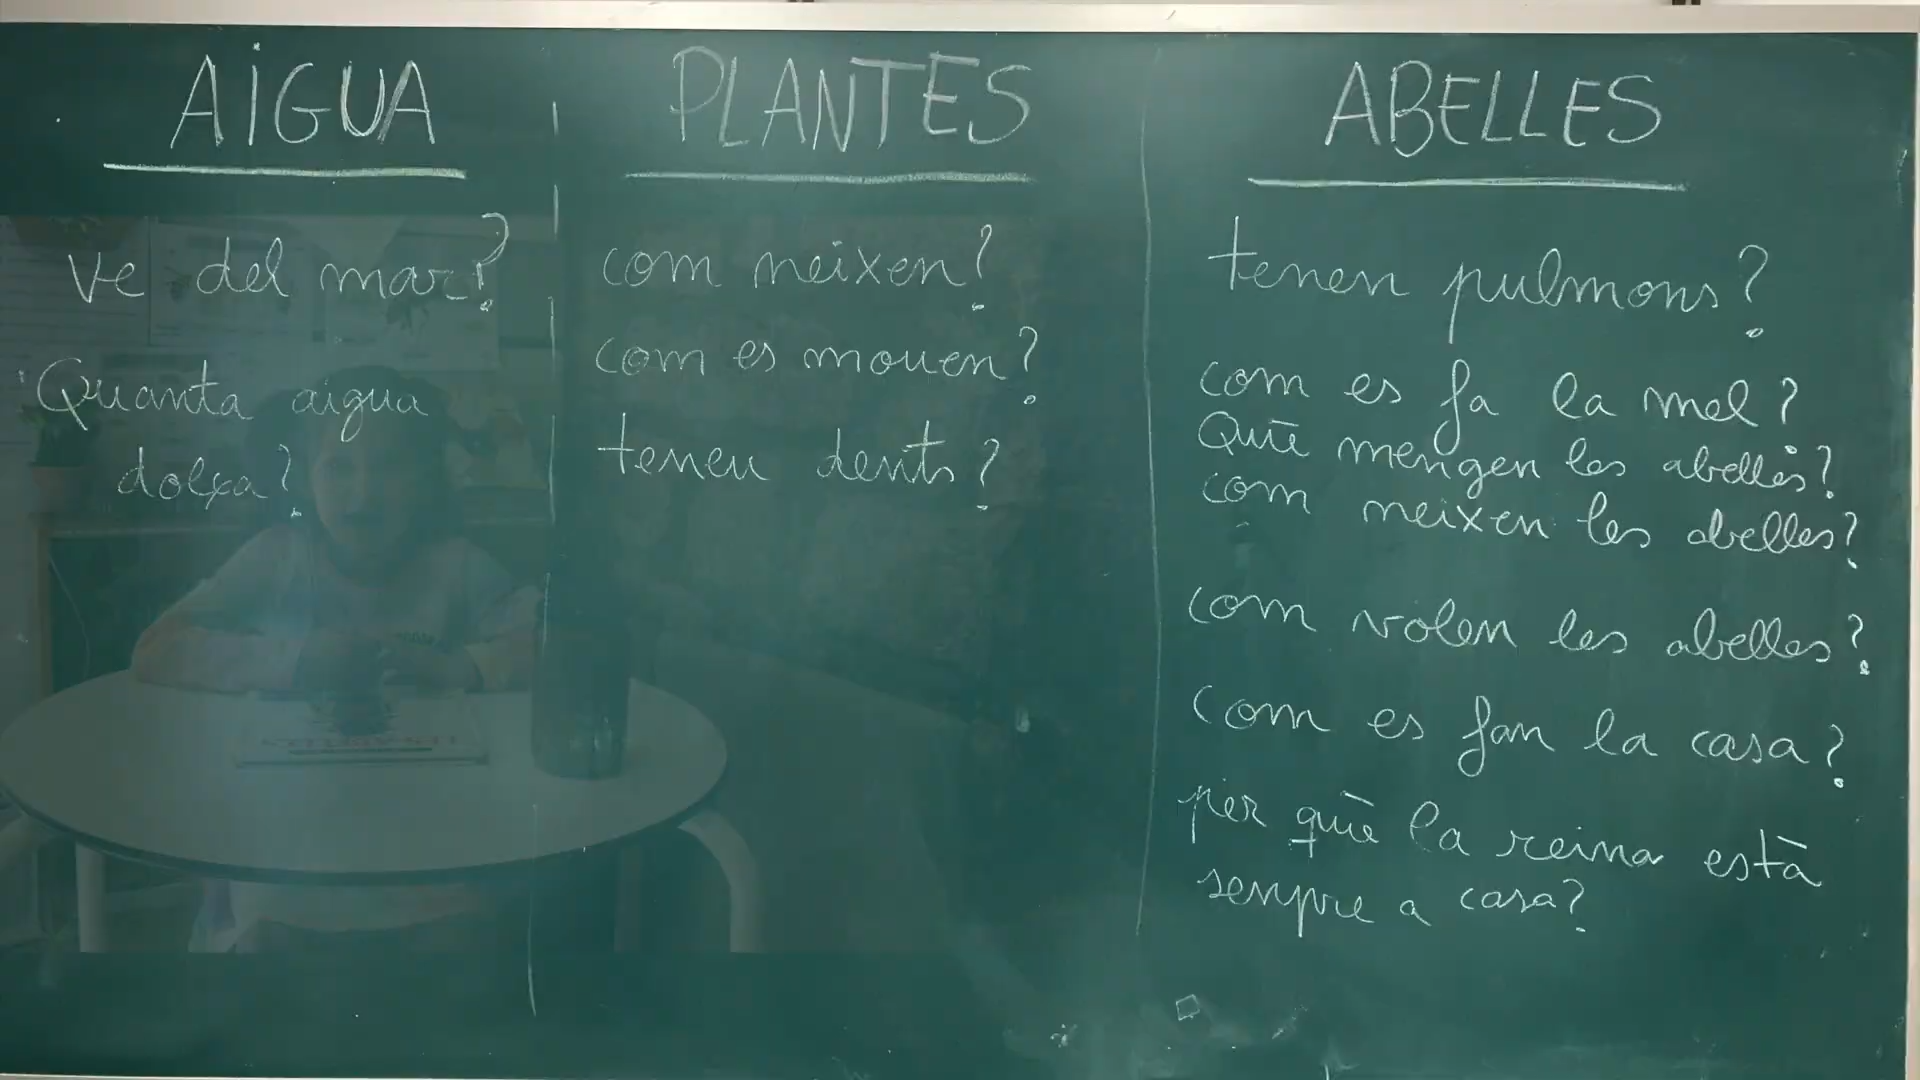 AiGUA
ve del mar?
Quanta aigua
dolça?
PLANTES
com neixen?
com es mouen?
tenen dents?
ABELLES
tenen pulmons?
com es fa la mel?
Què mengen les abelles?
com neixen les abelles?
com volen les abelles?
com es fan la casa?
per què la reina està
sempre a casa?